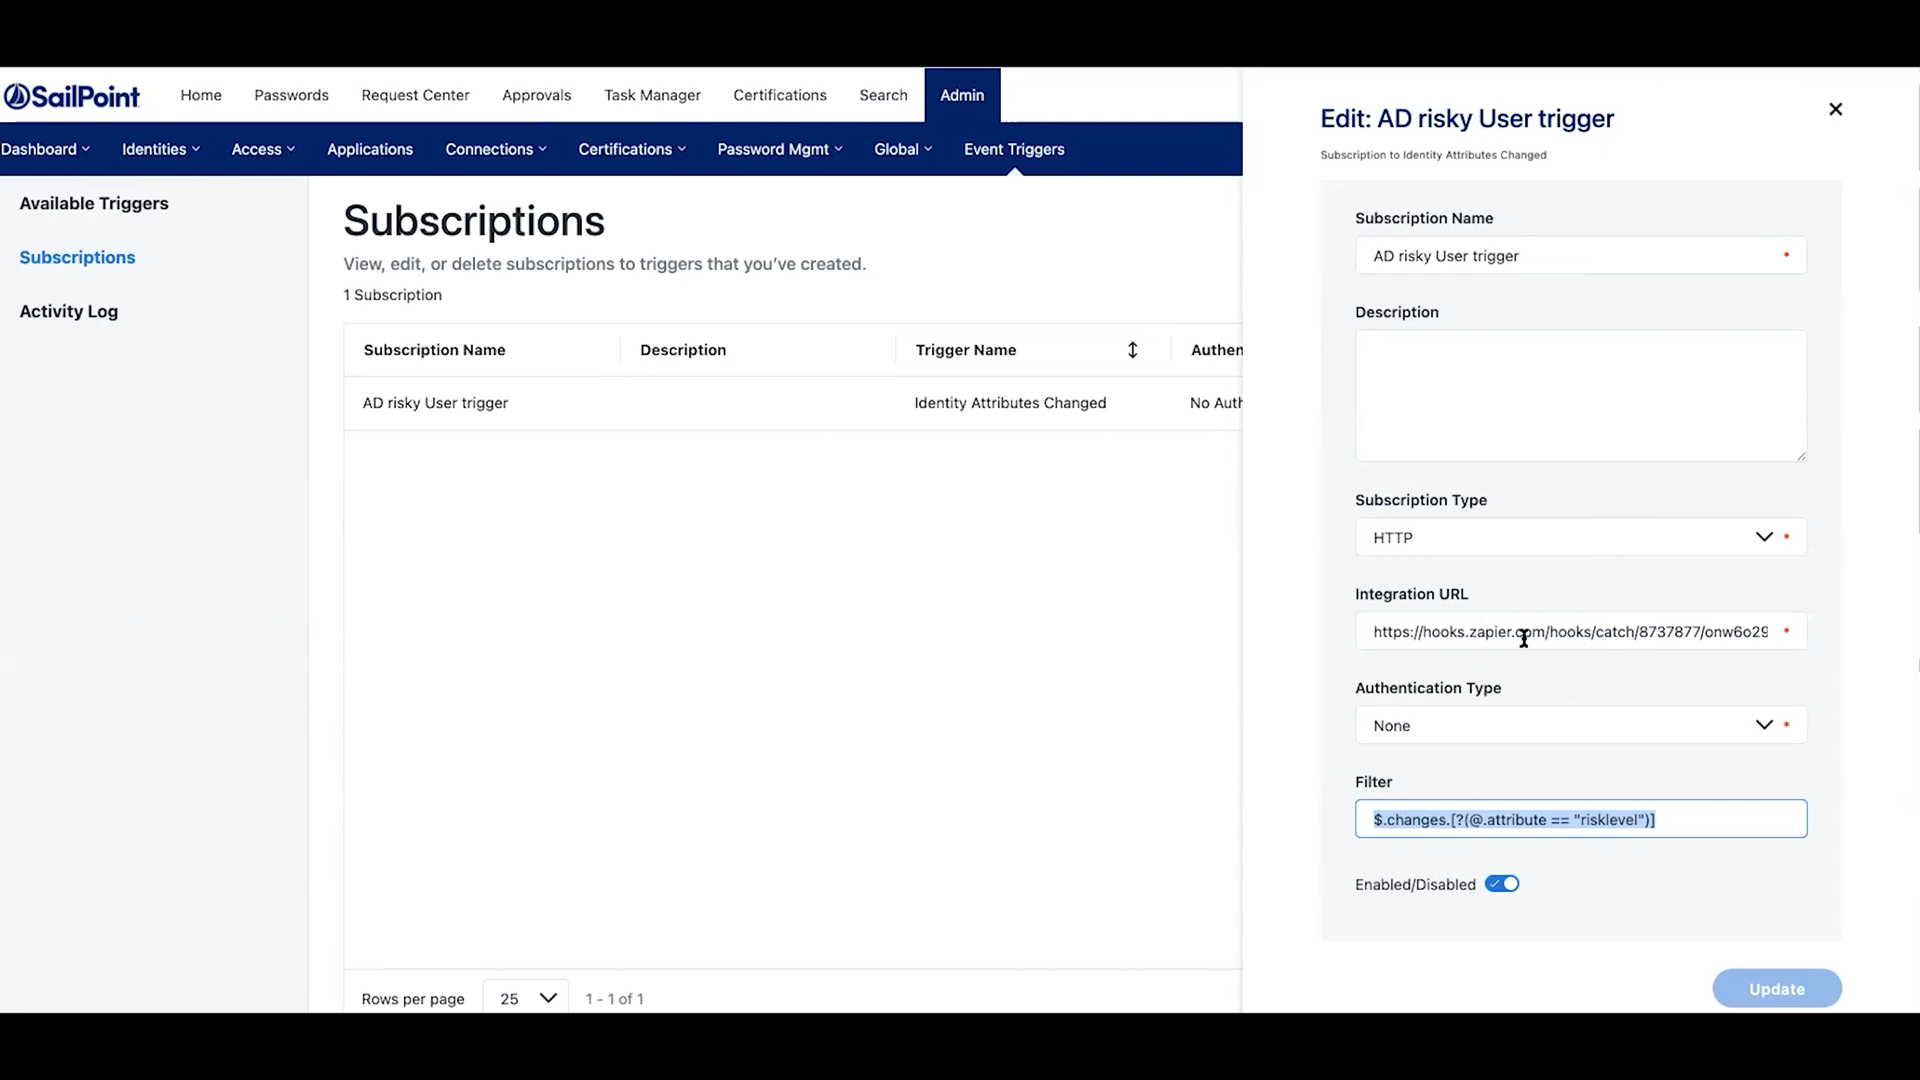 SailPoint
Home Passwords Request Center Approvals Task Manager Certifications Search Admin
Dashboard Identities Access Applications Connections Certifications Password Mgmt Global Event Triggers
Available Triggers
Subscriptions
Activity Log
Subscriptions
View, edit, or delete subscriptions to triggers that you've created.
1 Subscription
Subscription Name Description Trigger Name Authen
AD risky User trigger Identity Attributes Changed No Auth
Rows per page 25 1 - 1 of 1
Edit: AD risky User trigger
Subscription to Identity Attributes Changed
Subscription Name
AD risky User trigger *
Description
Subscription Type
HTTP *
Integration URL
https://hooks.zapier.com/hooks/catch/8737877/onw6o29 *
Authentication Type
None *
Filter
$.changes.[?(@.attribute == "risklevel")]
Enabled/Disabled
Update